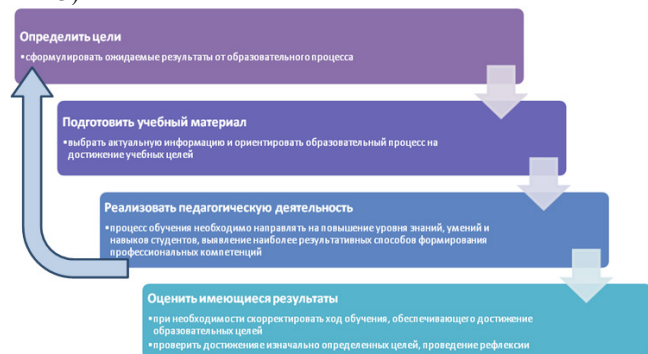 Определить цели
•сформулировать ожидаемые результаты от образовательного процесса
Подготовить учебный материал
•выбрать актуальную информацию и ориентировать образовательный процесс на
достижение учебных целей
Реализовать педагогическую деятельность
•процесс обучения необходимо направлять на повышение уровня знаний, умений и
навыков студентов, выявление наиболее результативных способов формирования
профессиональных компетенций
Оценить имеющиеся результаты
•при необходимости скорректировать ход обучения, обеспечивающего достижение
образовательных целей
•проверить достижения изначально определенных целей, проведение рефлексии